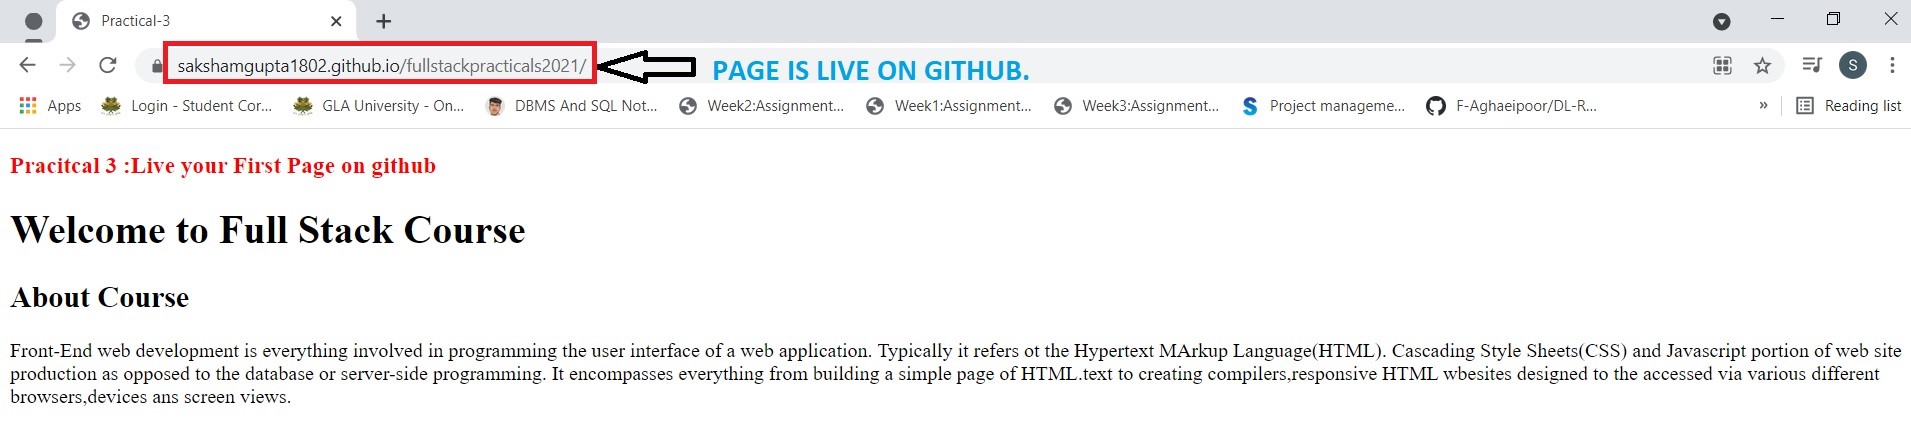 Practical-3
sakshamgupta1802.github.io/fullstackpracticals2021/
PAGE IS LIVE ON GITHUB.
S
Apps
Login - Student Cor...
GLA University - On...
DBMS And SQL Not...
Week2:Assignment...
Week1:Assignment...
Week3:Assignment...
Project manageme...
F-Aghaeipoor/DL-R...
»
Reading list
Pracitcal 3 :Live your First Page on github
Welcome to Full Stack Course
About Course
Front-End web development is everything involved in programming the user interface of a web application. Typically it refers ot the Hypertext MArkup Language(HTML). Cascading Style Sheets(CSS) and Javascript portion of web site
production as opposed to the database or server-side programming. It encompasses everything from building a simple page of HTML.text to creating compilers,responsive HTML wbesites designed to the accessed via various different
browsers,devices ans screen views.